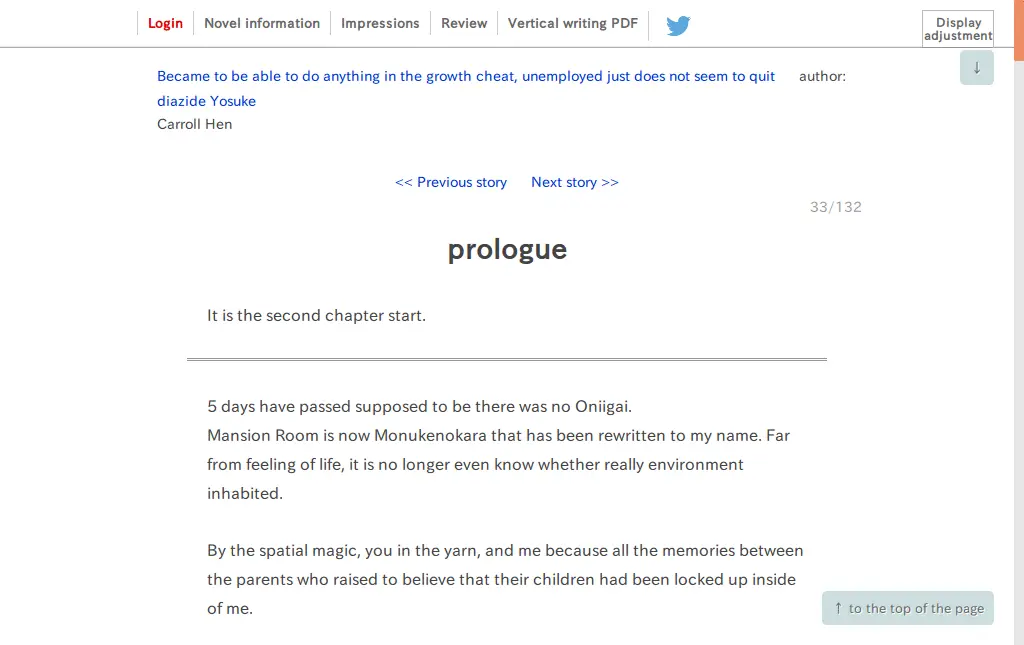 Login Novel information Impressions Review Vertical writing PDF Display
adjustment
↓
Became to be able to do anything in the growth cheat, unemployed just does not seem to quit author:
diazide Yosuke
Carroll Hen
<< Previous story Next story >>
33/132
prologue
It is the second chapter start.
5 days have passed supposed to be there was no Oniigai.
Mansion Room is now Monukenokara that has been rewritten to my name. Far
from feeling of life, it is no longer even know whether really environment
inhabited.
By the spatial magic, you in the yarn, and me because all the memories between
the parents who raised to believe that their children had been locked up inside
of me.
↑ to the top of the page